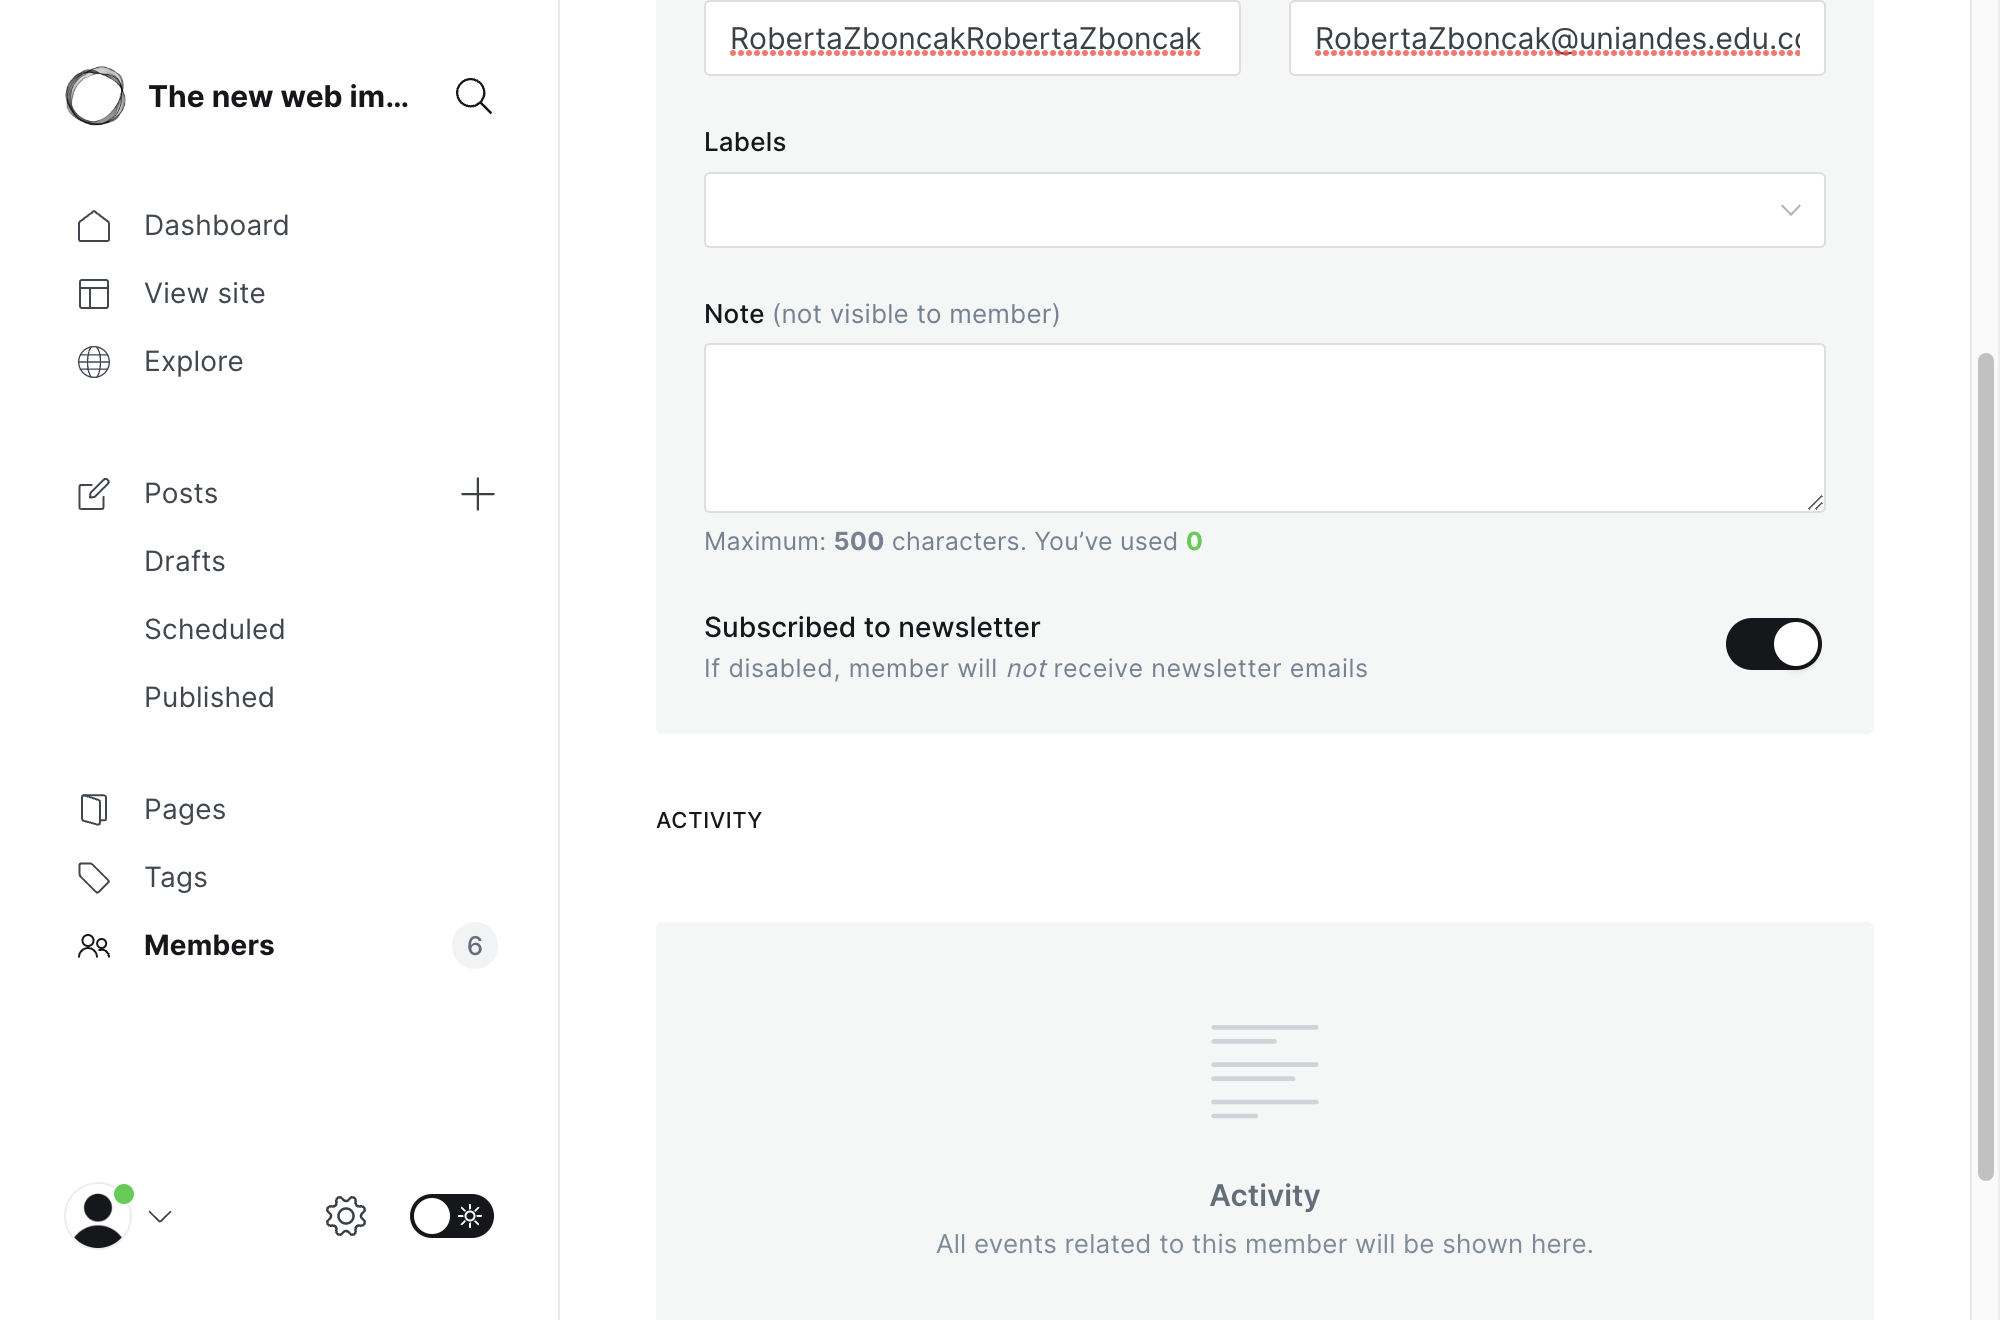 The new web im...
Dashboard
View site
Explore
Posts
Drafts
Scheduled
Published
Pages
Tags
Members 6
RobertaZboncakRobertaZboncak
RobertaZboncak@uniandes.edu.co
Labels
Note (not visible to member)
Maximum: 500 characters. You’ve used 0
Subscribed to newsletter
If disabled, member will not receive newsletter emails
ACTIVITY
Activity
All events related to this member will be shown here.